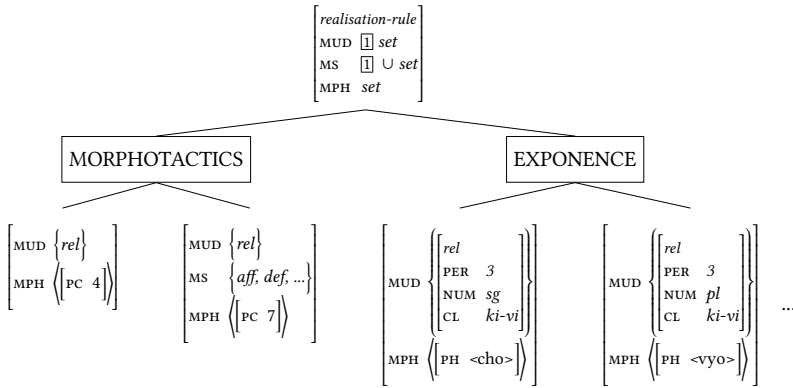 realisation-rule
MUD [1] set
MS [1] ∪ set
MPH set
MORPHOTACTICS
EXPONENCE
MUD {rel}
MPH ⟨[PC 4]⟩
MUD {rel}
MS {aff, def, ...}
MPH ⟨[PC 7]⟩
rel
PER 3
MUD
NUM sg
CL ki-vi
MPH ⟨[PH <cho>]⟩
rel
PER 3
MUD
NUM pl
CL ki-vi
MPH ⟨[PH <vyo>]⟩
...